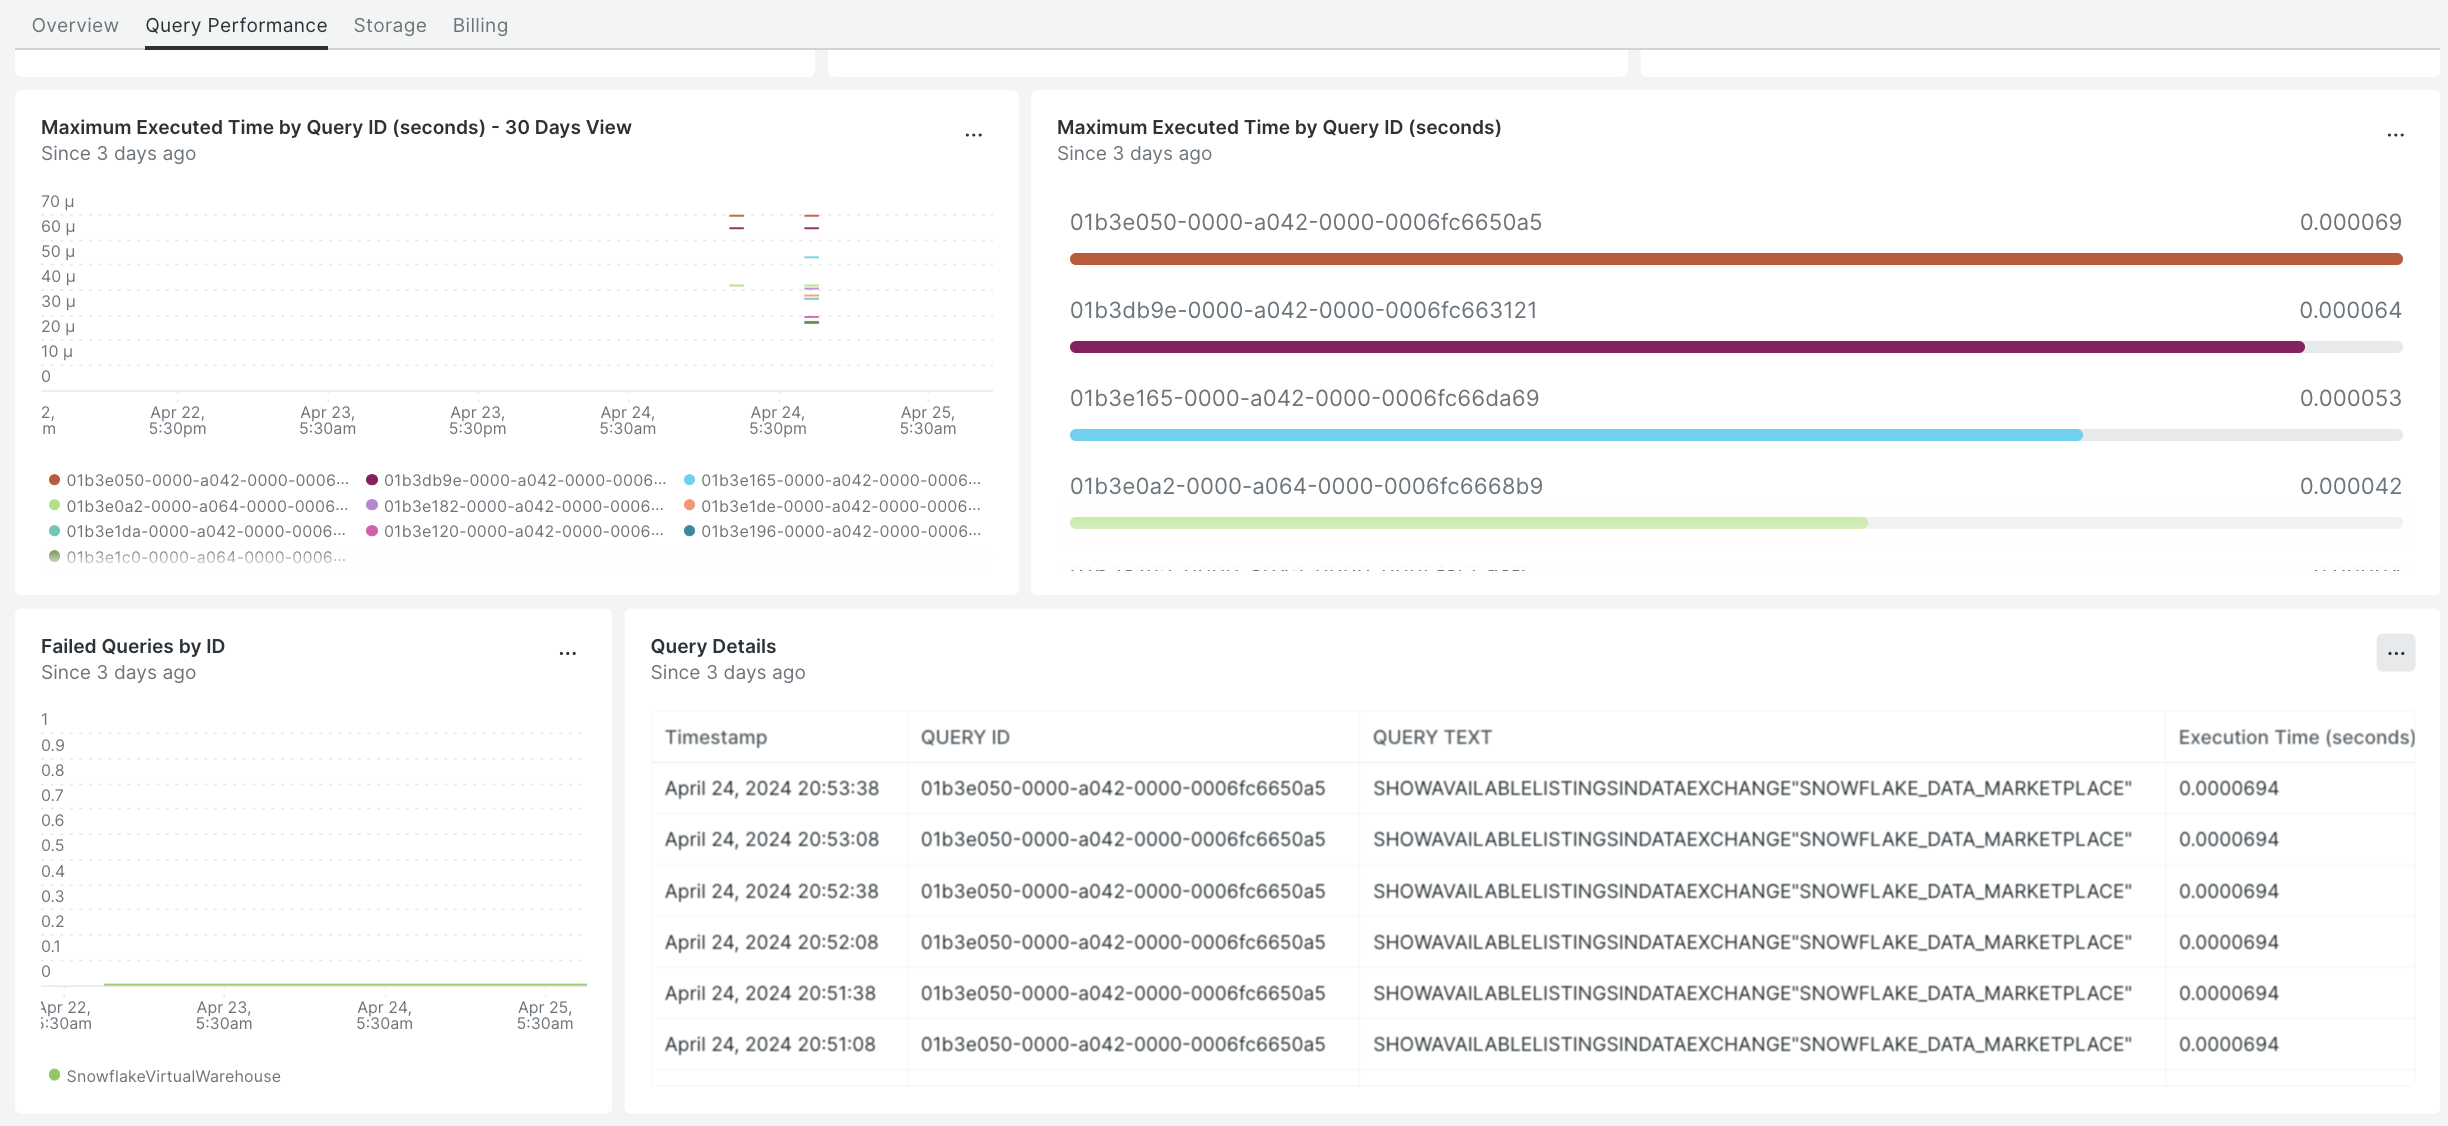 Overview Query Performance Storage Billing
Maximum Executed Time by Query ID (seconds) - 30 Days View
Since 3 days ago
...
70 µ
60 µ
50 µ
40 µ
30 µ
20 µ
10 µ
0
2, Apr 22, Apr 23, Apr 23, Apr 24, Apr 24, Apr 25,
m 5:30pm 5:30am 5:30pm 5:30am 5:30pm 5:30am
01b3e050-0000-a042-0000-0006... 01b3db9e-0000-a042-0000-0006... 01b3e165-0000-a042-0000-0006...
01b3e0a2-0000-a064-0000-0006... 01b3e182-0000-a042-0000-0006... 01b3e1de-0000-a042-0000-0006...
01b3e1da-0000-a042-0000-0006... 01b3e120-0000-a042-0000-0006... 01b3e196-0000-a042-0000-0006...
01b3e1c0-0000-a064-0000-0006...
Maximum Executed Time by Query ID (seconds)
Since 3 days ago
...
01b3e050-0000-a042-0000-0006fc6650a5 0.000069
01b3db9e-0000-a042-0000-0006fc663121 0.000064
01b3e165-0000-a042-0000-0006fc66da69 0.000053
01b3e0a2-0000-a064-0000-0006fc6668b9 0.000042
Failed Queries by ID
Since 3 days ago
...
1
0.9
0.8
0.7
0.6
0.5
0.4
0.3
0.2
0.1
0
Apr 22, Apr 23, Apr 24, Apr 25,
5:30am 5:30am 5:30am 5:30am
SnowflakeVirtualWarehouse
Query Details
Since 3 days ago
...
Timestamp QUERY ID QUERY TEXT Execution Time (seconds)
April 24, 2024 20:53:38 01b3e050-0000-a042-0000-0006fc6650a5 SHOWAVAILABLELISTINGSINDATAEXCHANGE"SNOWFLAKE_DATA_MARKETPLACE" 0.0000694
April 24, 2024 20:53:08 01b3e050-0000-a042-0000-0006fc6650a5 SHOWAVAILABLELISTINGSINDATAEXCHANGE"SNOWFLAKE_DATA_MARKETPLACE" 0.0000694
April 24, 2024 20:52:38 01b3e050-0000-a042-0000-0006fc6650a5 SHOWAVAILABLELISTINGSINDATAEXCHANGE"SNOWFLAKE_DATA_MARKETPLACE" 0.0000694
April 24, 2024 20:52:08 01b3e050-0000-a042-0000-0006fc6650a5 SHOWAVAILABLELISTINGSINDATAEXCHANGE"SNOWFLAKE_DATA_MARKETPLACE" 0.0000694
April 24, 2024 20:51:38 01b3e050-0000-a042-0000-0006fc6650a5 SHOWAVAILABLELISTINGSINDATAEXCHANGE"SNOWFLAKE_DATA_MARKETPLACE" 0.0000694
April 24, 2024 20:51:08 01b3e050-0000-a042-0000-0006fc6650a5 SHOWAVAILABLELISTINGSINDATAEXCHANGE"SNOWFLAKE_DATA_MARKETPLACE" 0.0000694